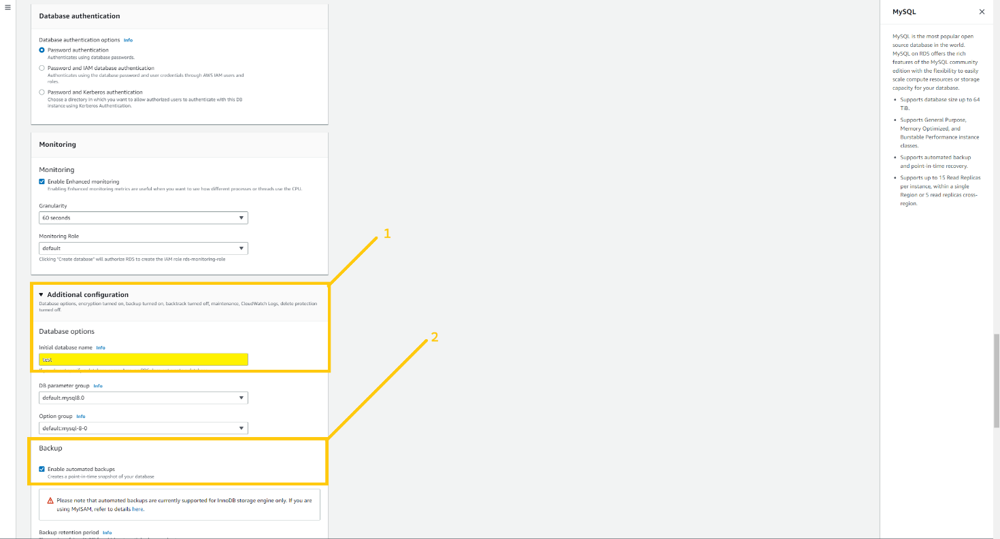 Database authentication
Database authentication options Info
Password authentication
Authenticates using database passwords.
Password and IAM database authentication
Authenticates using the database password and user credentials through AWS IAM users and
roles.
Password and Kerberos authentication
Choose a directory in which you want to allow authorized users to authenticate with this DB
instance using Kerberos Authentication.
Monitoring
Monitoring
Enable Enhanced monitoring
Enabling Enhanced monitoring metrics are useful when you want to see how different processes or threads use the CPU.
Granularity
60 seconds
Monitoring Role
default
Clicking "Create database" will authorize RDS to create the IAM role rds-monitoring-role
1
Additional configuration
Database options, encryption turned on, backup turned on, backtrack turned off, maintenance, CloudWatch Logs, delete protection
turned off.
Database options
Initial database name Info
test
DB parameter group Info
default.mysql8.0
Option group Info
default:mysql-8-0
2
Backup
Enable automated backups
Creates a point-in-time snapshot of your database
Please note that automated backups are currently supported for InnoDB storage engine only. If you are
using MyISAM, refer to details here.
Backup retention period Info
MySQL
MySQL is the most popular open
source database in the world.
MySQL on RDS offers the rich
features of the MySQL community
edition with the flexibility to easily
scale compute resources or storage
capacity for your database.
Supports database size up to 64
TiB.
Supports General Purpose,
Memory Optimized, and
Burstable Performance instance
classes.
Supports automated backup
and point-in-time recovery.
Supports up to 15 Read Replicas
per instance, within a single
Region or 5 read replicas cross-
region.